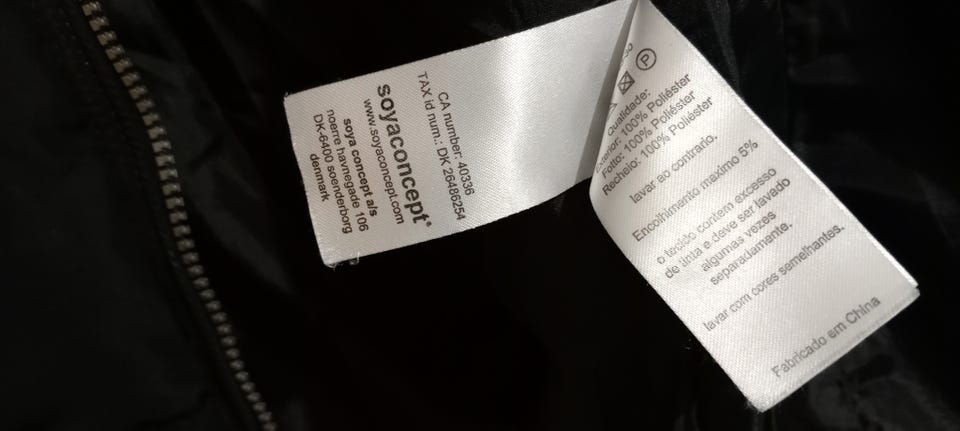 CA number: 40336
TAX id num.: DK 26486254
soyaconcept®
www.soyaconcept.com
soya concept a/s
noerre havnegade 106
DK-6400 soenderborg
denmark
P
qualidade:
Exterior: 100% Poliéster
Forro: 100% Poliéster
Recheio: 100% Poliéster
lavar ao contrario.
Encolhimento maximo 5%
o tecido contem excesso
de tinta e deve ser lavado
algumas vezes
separadamente.
lavar com cores semelhantes.
Fabricado em China